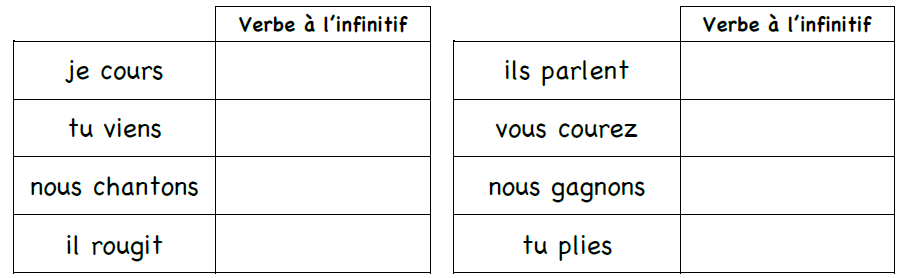 Verbe à l'infinitif
je cours
tu viens
nous chantons
il rougit
Verbe à l'infinitif
ils parlent
vous courez
nous gagnons
tu plies